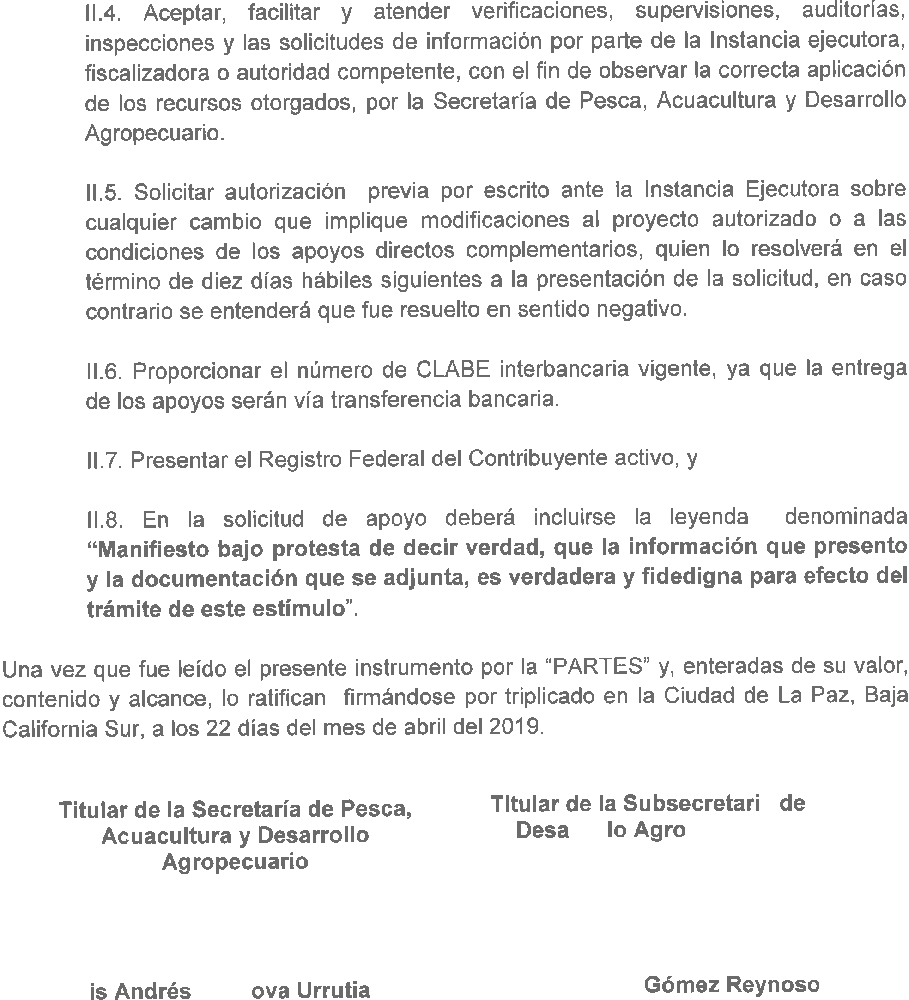 II.4. Aceptar, facilitar y atender verificaciones, supervisiones, auditorías,
inspecciones y las solicitudes de información por parte de la Instancia ejecutora,
fiscalizadora o autoridad competente, con el fin de observar la correcta aplicación
de los recursos otorgados, por la Secretaría de Pesca, Acuacultura y Desarrollo
Agropecuario.
II.5. Solicitar autorización previa por escrito ante la Instancia Ejecutora sobre
cualquier cambio que implique modificaciones al proyecto autorizado o a las
condiciones de los apoyos directos complementarios, quien lo resolverá en el
término de diez días hábiles siguientes a la presentación de la solicitud, en caso
contrario se entenderá que fue resuelto en sentido negativo.
II.6. Proporcionar el número de CLABE interbancaria vigente, ya que la entrega
de los apoyos serán vía transferencia bancaria.
II.7. Presentar el Registro Federal del Contribuyente activo, y
II.8. En la solicitud de apoyo deberá incluirse la leyenda denominada
“Manifiesto bajo protesta de decir verdad, que la información que presento
y la documentación que se adjunta, es verdadera y fidedigna para efecto del
trámite de este estímulo”.
Una vez que fue leído el presente instrumento por la “PARTES” y, enteradas de su valor,
contenido y alcance, lo ratifican firmándose por triplicado en la Ciudad de La Paz, Baja
California Sur, a los 22 días del mes de abril del 2019.
Titular de la Secretaría de Pesca,
Acuacultura y Desarrollo
Agropecuario
Titular de la Subsecretari de
Desa lo Agro
is Andrés ova Urrutia
Gómez Reynoso